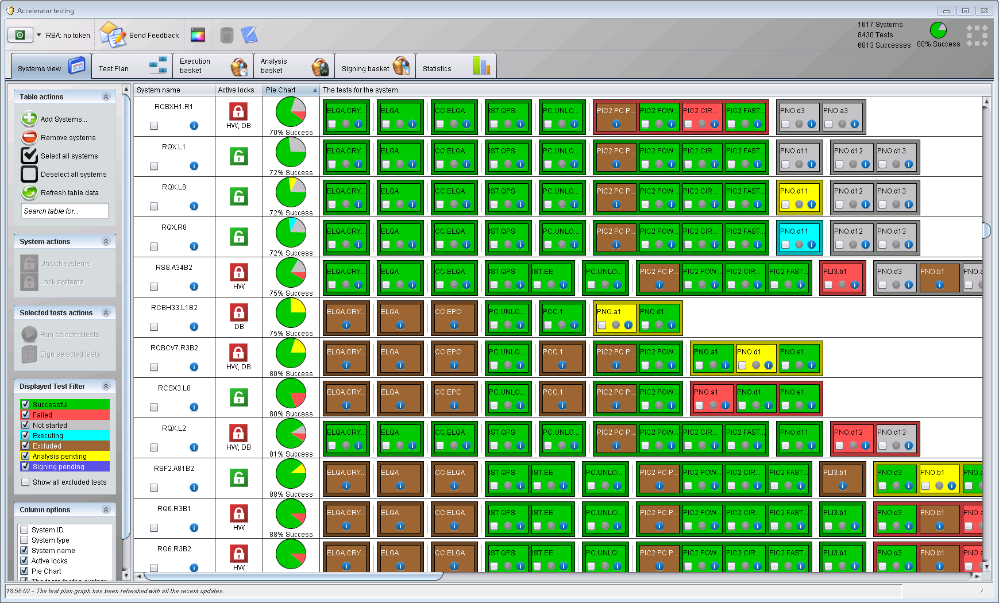 Accelerator testing
RBA: no token
Send Feedback
1617 Systems
8430 Tests
6813 Successes
80% Success
Systems view
Test Plan
Execution basket
Analysis basket
Signing basket
Statistics
Table actions
Add Systems...
Remove systems
Select all systems
Deselect all systems
Refresh table data
Search table for...
System actions
Unlock systems
Lock systems
Selected tests actions
Run selected tests
Sign selected tests
Displayed Test Filter
Successful
Failed
Not started
Executing
Excluded
Analysis pending
Signing pending
Show all excluded tests
Column options
System ID
System type
System name
Active locks
Pie Chart
The tests for the system
System name Active locks Pie Chart The tests for the system
RCBXH1.R1 HW, DB 70% Success ELQA.CRY... ELQA CC.ELQA IST.QPS PC.UNLO... PIC2 PC P... PIC2 POW... PIC2 CIR... PIC2 FAST... PNO.d3 PNO.a3
RQX.L1 72% Success ELQA.CRY... ELQA CC.ELQA IST.QPS PC.UNLO... PIC2 PC P... PIC2 POW... PIC2 CIR... PIC2 FAST... PNO.d11 PNO.d12 PNO.d13
RQX.L8 72% Success ELQA.CRY... ELQA CC.ELQA IST.QPS PC.UNLO... PIC2 PC P... PIC2 POW... PIC2 CIR... PIC2 FAST... PNO.d11 PNO.d12 PNO.d13
RQX.R8 72% Success ELQA.CRY... ELQA CC.ELQA IST.QPS PC.UNLO... PIC2 PC P... PIC2 POW... PIC2 CIR... PIC2 FAST... PNO.d11 PNO.d12 PNO.d13
RSS.A34B2 HW 75% Success ELQA.CRY... ELQA CC.ELQA IST.QPS IST.EE PC.UNLO... PIC2 PC P... PIC2 POW... PIC2 CIR... PIC2 FAST... PLI3.b1 PNO.d3 PNO.b1 PNO.a
RCBH33.L1B2 DB 75% Success ELQA.CRY... ELQA CC.EPC PC.UNLO... PCC.1 PNO.a1 PNO.d1
RCBCV7.R3B2 HW, DB 80% Success ELQA.CRY... ELQA CC.EPC PC.UNLO... PCC.1 PIC2 PC P... PIC2 POW... PNO.a1 PNO.d1 PNO.e1
RCSX3.L8 80% Success ELQA.CRY... ELQA CC.EPC PC.UNLO... PCC.1 PIC2 PC P... PIC2 POW... PNO.a1 PNO.d1 PNO.e1
RQX.L2 HW, DB 81% Success ELQA.CRY... ELQA CC.ELQA IST.QPS PC.UNLO... PIC2 PC P... PIC2 POW... PIC2 CIR... PIC2 FAST... PNO.d11 PNO.d12 PNO.d13
RSF2.A81B2 88% Success ELQA.CRY... ELQA CC.ELQA IST.QPS IST.EE PC.UNLO... PIC2 PC P... PIC2 POW... PIC2 CIR... PIC2 FAST... PLI3.b1 PNO.d3 PNO.b1 PNO.a
RQ6.R3B1 HW 88% Success ELQA.CRY... ELQA CC.ELQA IST.QPS IST.EE PC.UNLO... PIC2 PC P... PIC2 POW... PIC2 CIR... PIC2 FAST... PLI3.b1 PNO.d3 PNO.b1 PNO.a
RQ6.R3B2 HW ELQA.CRY... ELQA CC.ELQA IST.QPS IST.EE PC.UNLO... PIC2 PC P... PIC2 POW... PIC2 CIR... PIC2 FAST... PLI3.b1 PNO.d3 PNO.b1 PNO.a
18:58:02 - The test plan graph has been refreshed with all the recent updates.